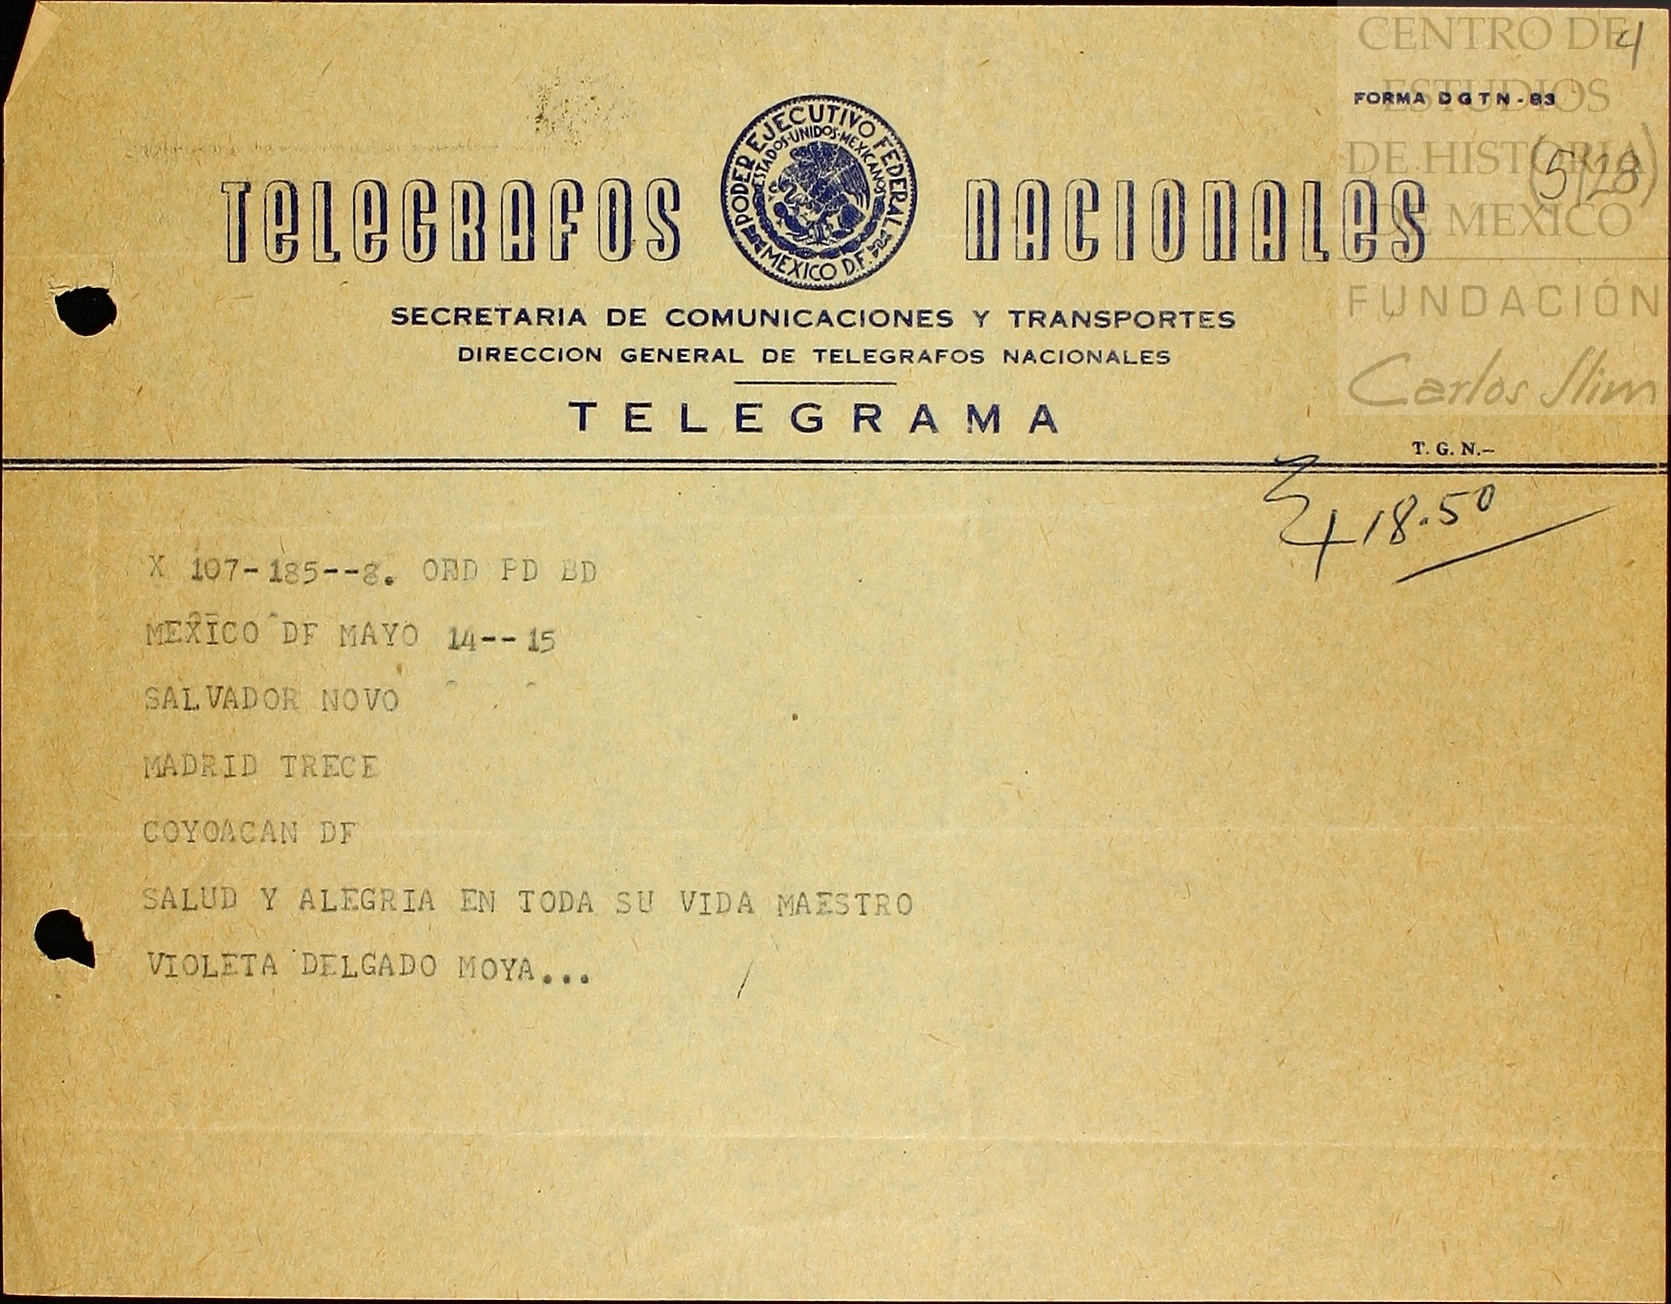 CENTRO DE
ESTUDIOS
DE HISTORIA
DE MEXICO
FUNDACIÓN
Carlos Slim
4
FORMA DGTN-83
(5/28)
TELEGRAFOS NACIONALES
PODER EJECUTIVO FEDERAL
ESTADOS·UNIDOS·MEXICANOS
MEXICO D.F.
SECRETARIA DE COMUNICACIONES Y TRANSPORTES
DIRECCION GENERAL DE TELEGRAFOS NACIONALES
TELEGRAMA
T. G. N.–
18.50
X 107-185--8. ORD PD BD
MEXICO DF MAYO 14--15
SALVADOR NOVO
MADRID TRECE
COYOACAN DF
SALUD Y ALEGRIA EN TODA SU VIDA MAESTRO
VIOLETA DELGADO MOYA...